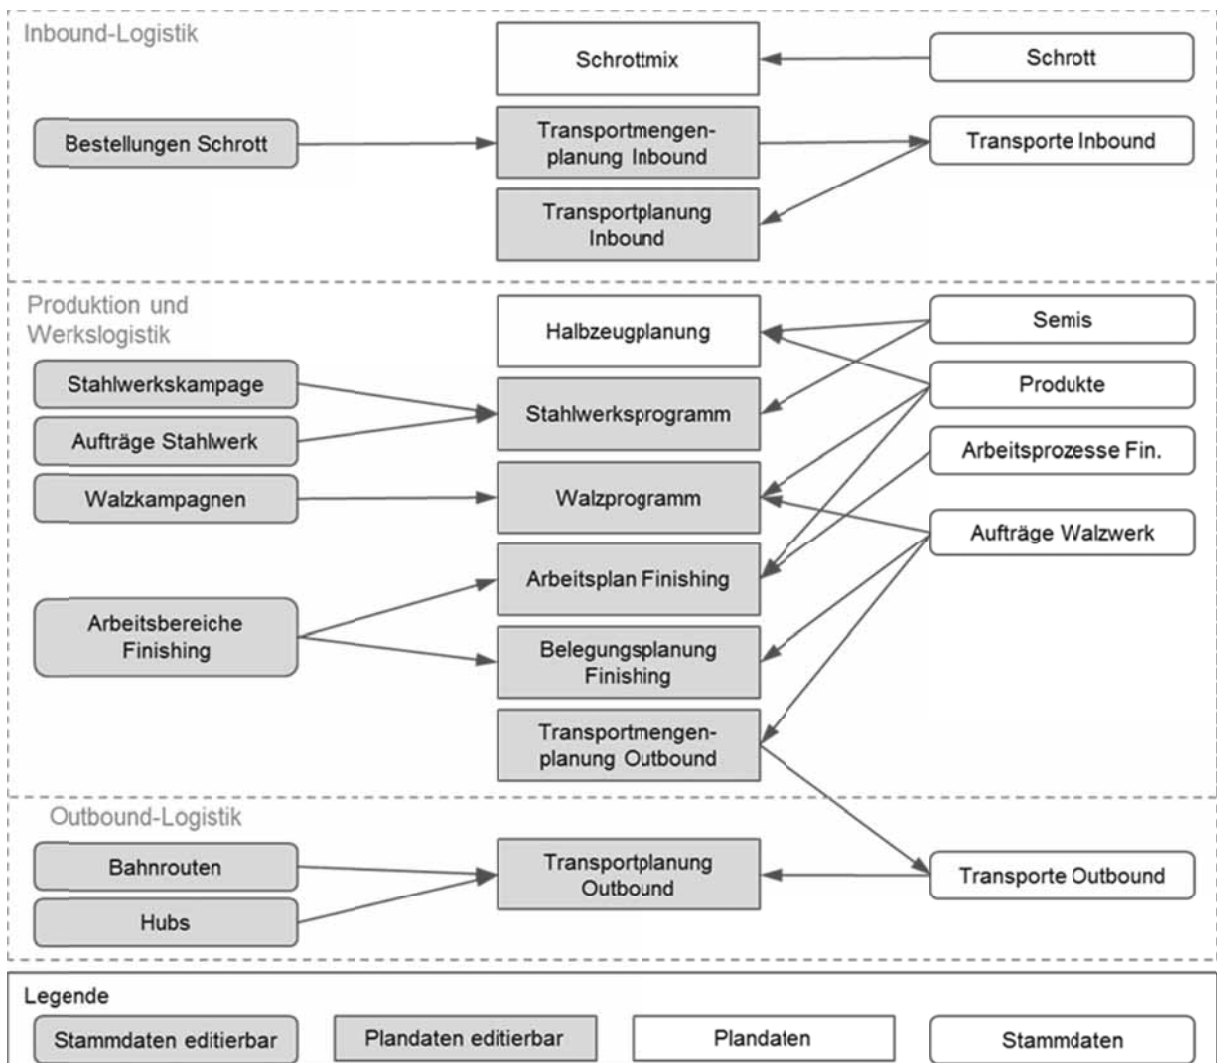 Inbound-Logistik
Schrottmix
Schrott
Bestellungen Schrott
Transportmengen-
planung Inbound
Transporte Inbound
Transportplanung
Inbound
Produktion und
Werkslogistik
Halbzeugplanung
Semis
Stahlwerkskampage
Stahlwerksprogramm
Produkte
Aufträge Stahlwerk
Arbeitsprozesse Fin.
Walzkampagnen
Walzprogramm
Aufträge Walzwerk
Arbeitsplan Finishing
Arbeitsbereiche
Finishing
Belegungsplanung
Finishing
Transportmengen-
planung Outbound
Outbound-Logistik
Bahnrouten
Transportplanung
Outbound
Transporte Outbound
Hubs
Legende
Stammdaten editierbar
Plandaten editierbar
Plandaten
Stammdaten